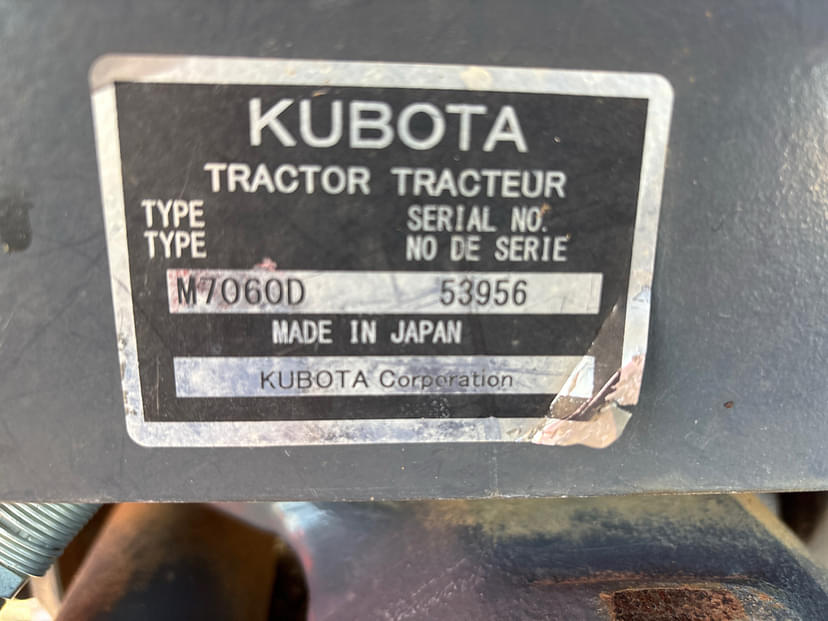 KUBOTA
TRACTOR TRACTEUR
TYPE SERIAL NO.
TYPE NO DE SERIE
M7060D 53956
MADE IN JAPAN
KUBOTA Corporation